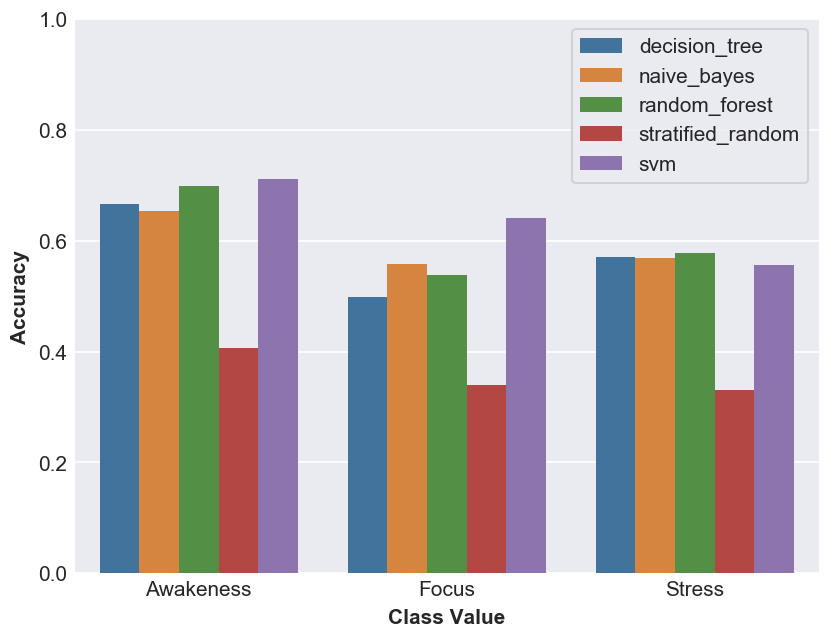 1.0
0.8
0.6
0.4
0.2
0.0
Accuracy
decision_tree
naive_bayes
random_forest
stratified_random
svm
Awakeness Focus Stress
Class Value